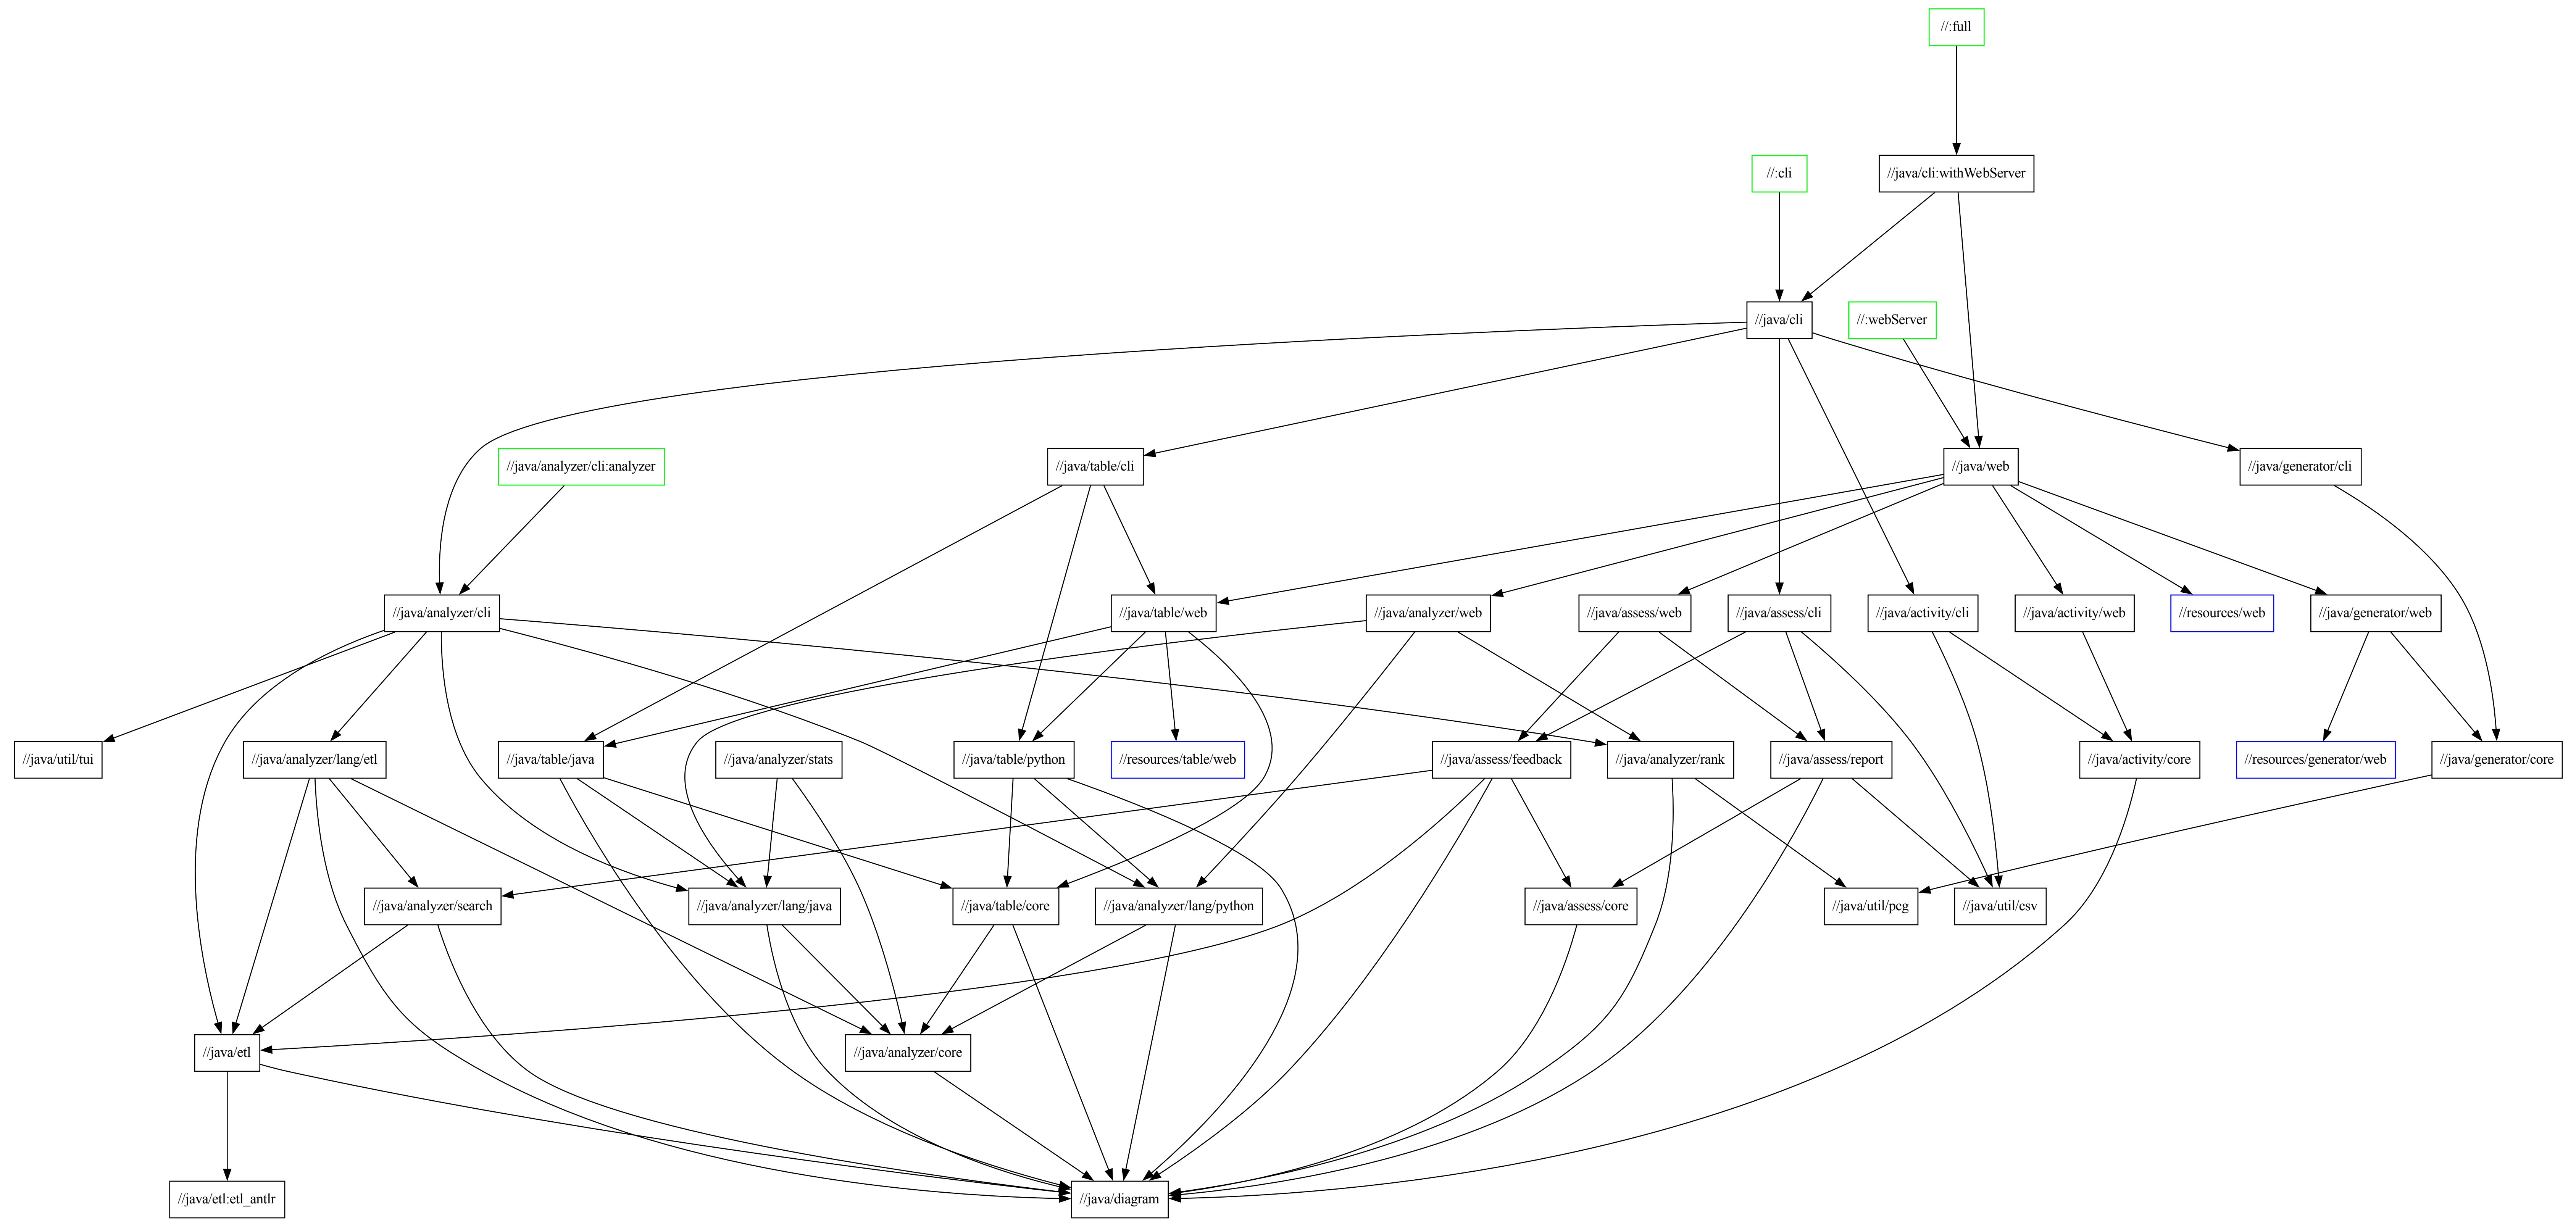 //:full
//:cli
//java/cli:withWebServer
//java/cli
//:webServer
//java/analyzer/cli:analyzer
//java/table/cli
//java/web
//java/generator/cli
//java/analyzer/cli
//java/table/web
//java/analyzer/web
//java/assess/web
//java/assess/cli
//java/activity/cli
//java/activity/web
//resources/web
//java/generator/web
//java/util/tui
//java/analyzer/lang/etl
//java/table/java
//java/analyzer/stats
//java/table/python
//resources/table/web
//java/assess/feedback
//java/analyzer/rank
//java/assess/report
//java/activity/core
//resources/generator/web
//java/generator/core
//java/analyzer/search
//java/analyzer/lang/java
//java/table/core
//java/analyzer/lang/python
//java/assess/core
//java/util/pcg
//java/util/csv
//java/etl
//java/analyzer/core
//java/etl:etl_antlr
//java/diagram